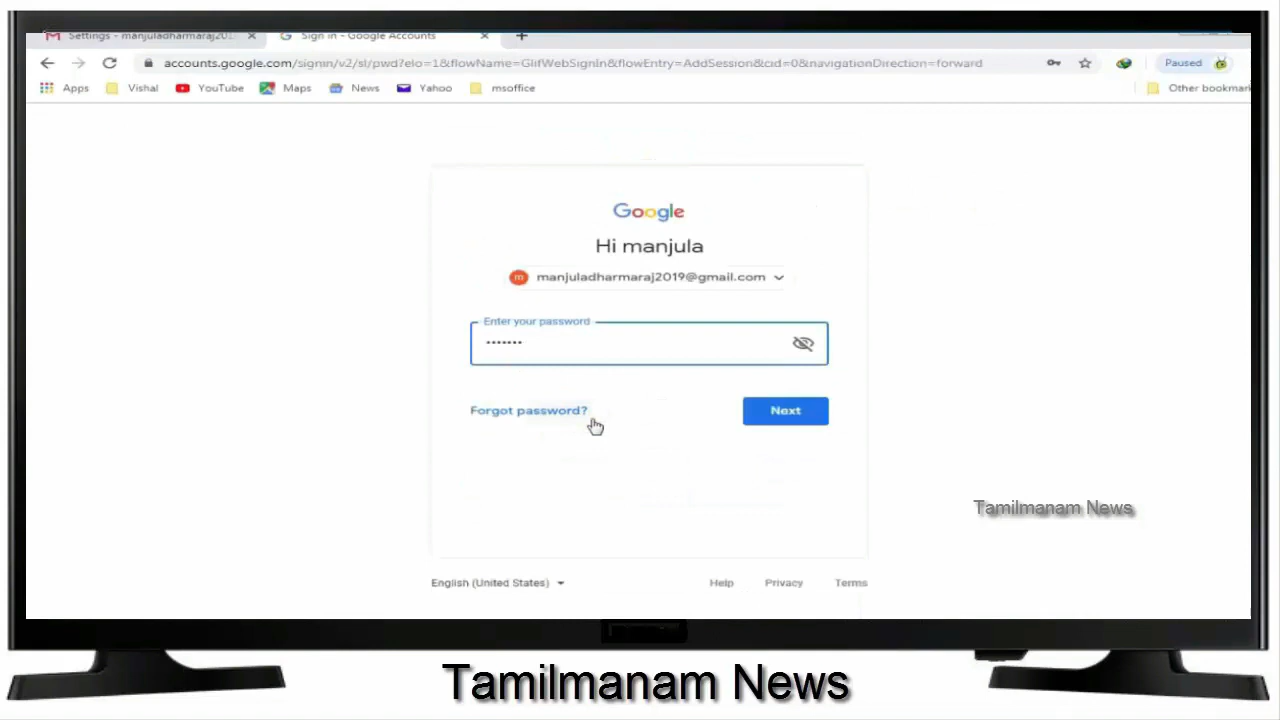 Settings - manjuladharmaraj201
Sign in - Google Accounts
accounts.google.com/signin/v2/sl/pwd?elo=1&flowName=GlifWebSignIn&flowEntry=AddSession&cid=0&navigationDirection=forward
Paused
Apps Vishal YouTube Maps News Yahoo msoffice Other bookmark
Google
Hi manjula
m manjuladharmaraj2019@gmail.com
Enter your password
•••••••
Forgot password? Next
Tamilmanam News
English (United States) Help Privacy Terms
Tamilmanam News